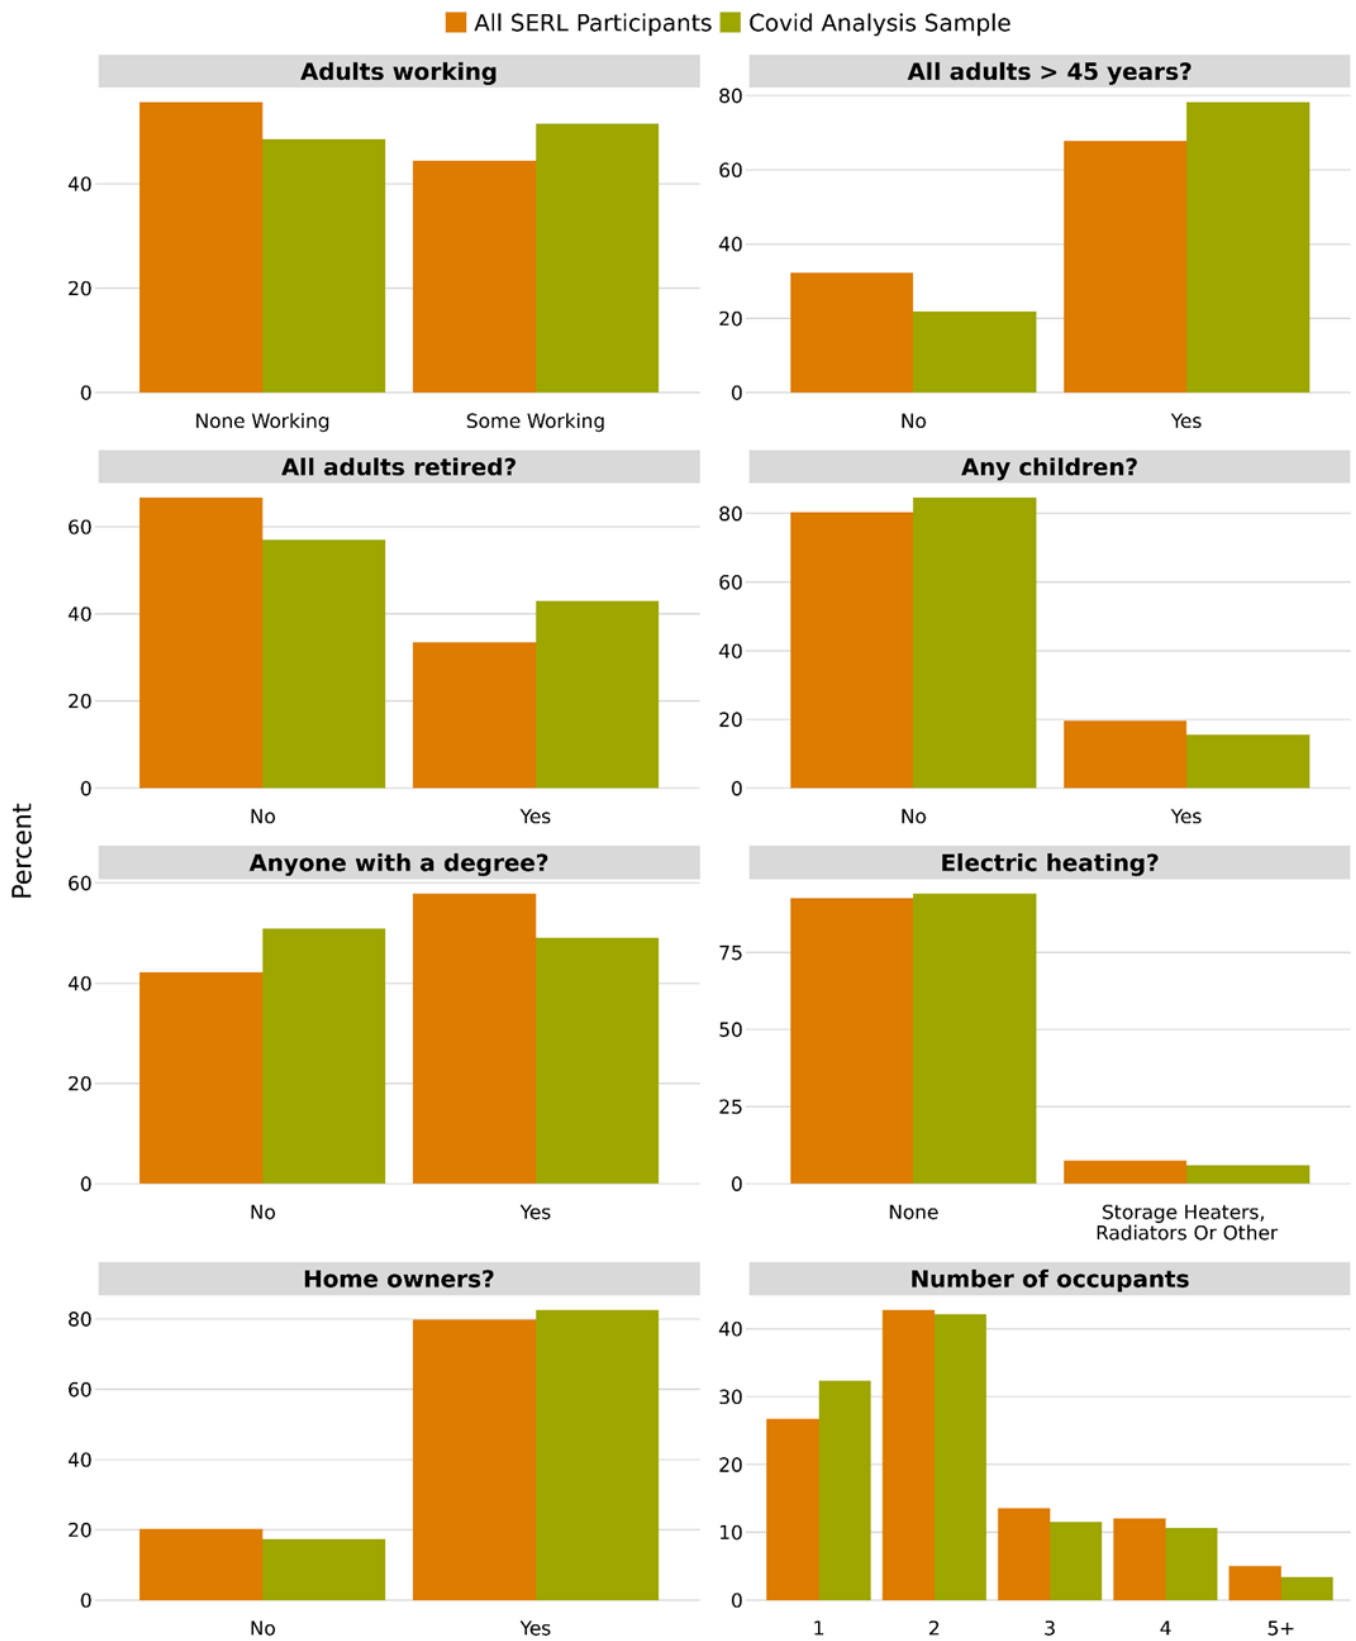 All SERL Participants Covid Analysis Sample
Adults working
40
20
0
None Working Some Working
All adults > 45 years?
80
60
40
20
0
No Yes
All adults retired?
60
40
20
0
No Yes
Any children?
80
60
40
20
0
No Yes
Percent
Anyone with a degree?
60
40
20
0
No Yes
Electric heating?
75
50
25
0
None Storage Heaters,
Radiators Or Other
Home owners?
80
60
40
20
0
No Yes
Number of occupants
40
30
20
10
0
1 2 3 4 5+